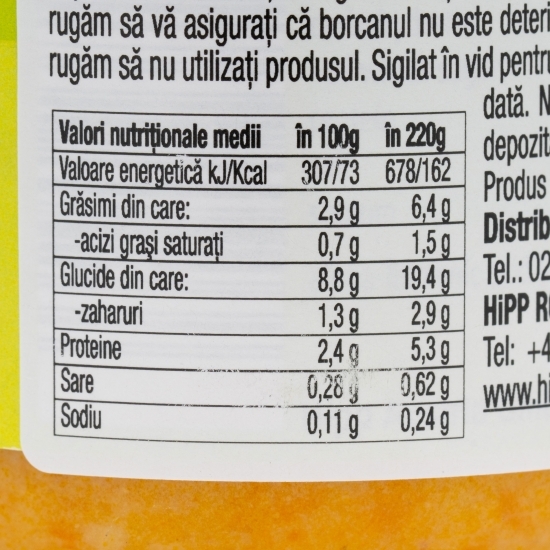 rugăm să vă asigurați că borcanul nu este
rugăm să nu utilizați produsul. Sigilat în vid
dată.
Valori nutriționale medii în 100g în 220g
Valoare energetică kJ/Kcal 307/73 678/162
Grăsimi din care: 2,9 g 6,4 g
-acizi grași saturați 0,7 g 1,5 g
Glucide din care: 8,8 g 19,4 g
-zaharuri 1,3 g 2,9 g
Proteine 2,4 g 5,3 g
Sare 0,28 g 0,62 g
Sodiu 0,11 g 0,24 g
Produs
Tel.: 02
HiPP
Tel: +4
www.hi